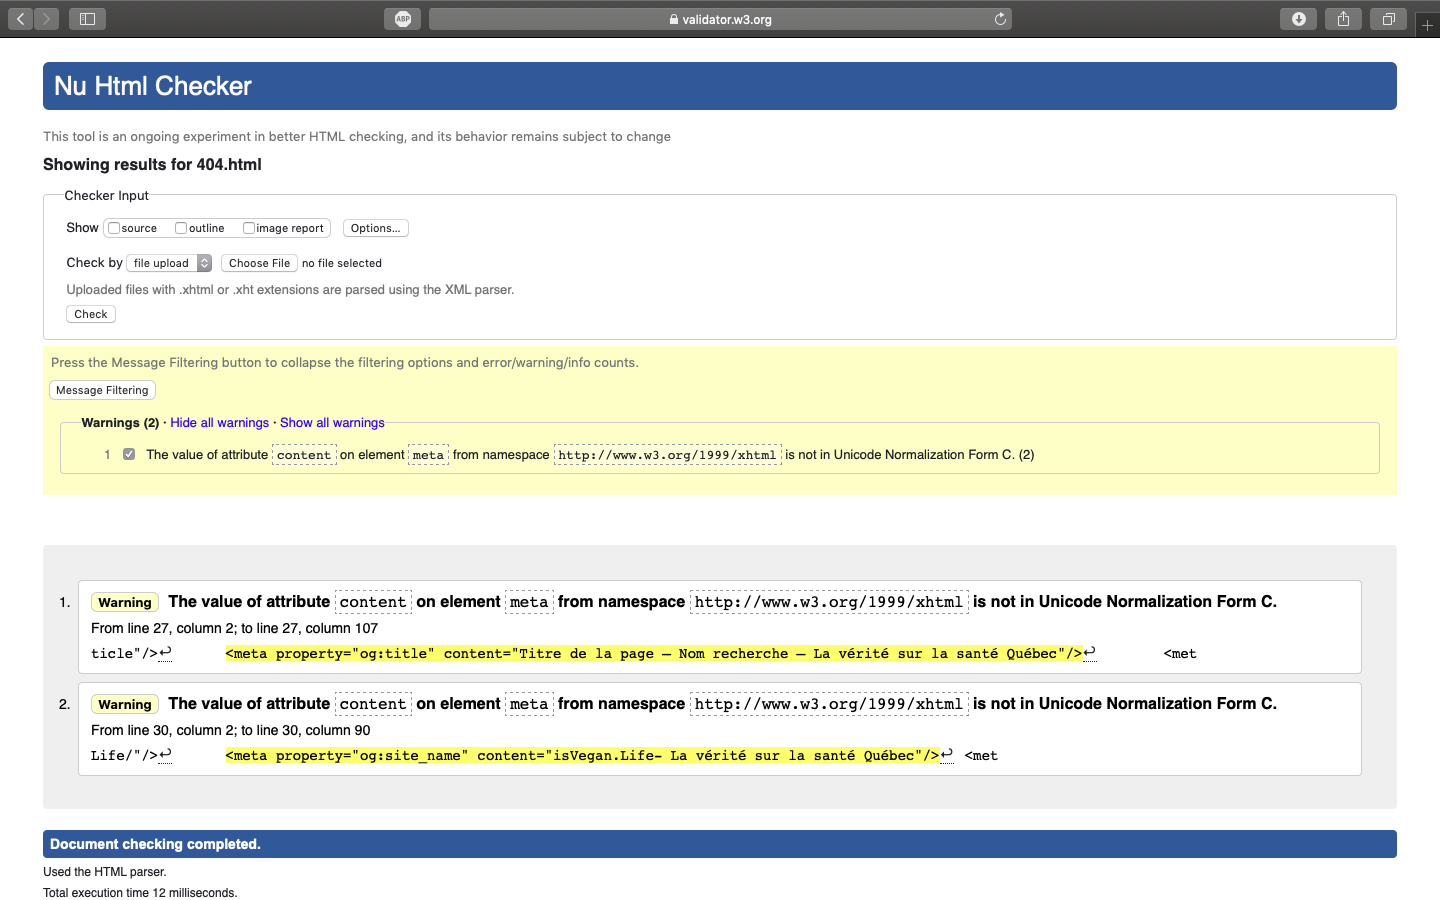 ABP
validator.w3.org
Nu Html Checker
This tool is an ongoing experiment in better HTML checking, and its behavior remains subject to change
Showing results for 404.html
Checker Input
Show source outline image report Options...
Check by file upload Choose File no file selected
Uploaded files with .xhtml or .xht extensions are parsed using the XML parser.
Check
Press the Message Filtering button to collapse the filtering options and error/warning/info counts.
Message Filtering
Warnings (2) · Hide all warnings · Show all warnings
1 The value of attribute content on element meta from namespace http://www.w3.org/1999/xhtml is not in Unicode Normalization Form C. (2)
1. Warning The value of attribute content on element meta from namespace http://www.w3.org/1999/xhtml is not in Unicode Normalization Form C.
From line 27, column 2; to line 27, column 107
ticle"/>↩ <meta property="og:title" content="Titre de la page — Nom recherche — La vérité sur la santé Québec"/>↩ <met
2. Warning The value of attribute content on element meta from namespace http://www.w3.org/1999/xhtml is not in Unicode Normalization Form C.
From line 30, column 2; to line 30, column 90
Life/"/>↩ <meta property="og:site_name" content="isVegan.Life– La vérité sur la santé Québec"/>↩ <met
Document checking completed.
Used the HTML parser.
Total execution time 12 milliseconds.